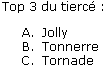 Top 3 du tiercé :
A. Jolly
B. Tonnerre
C. Tornade